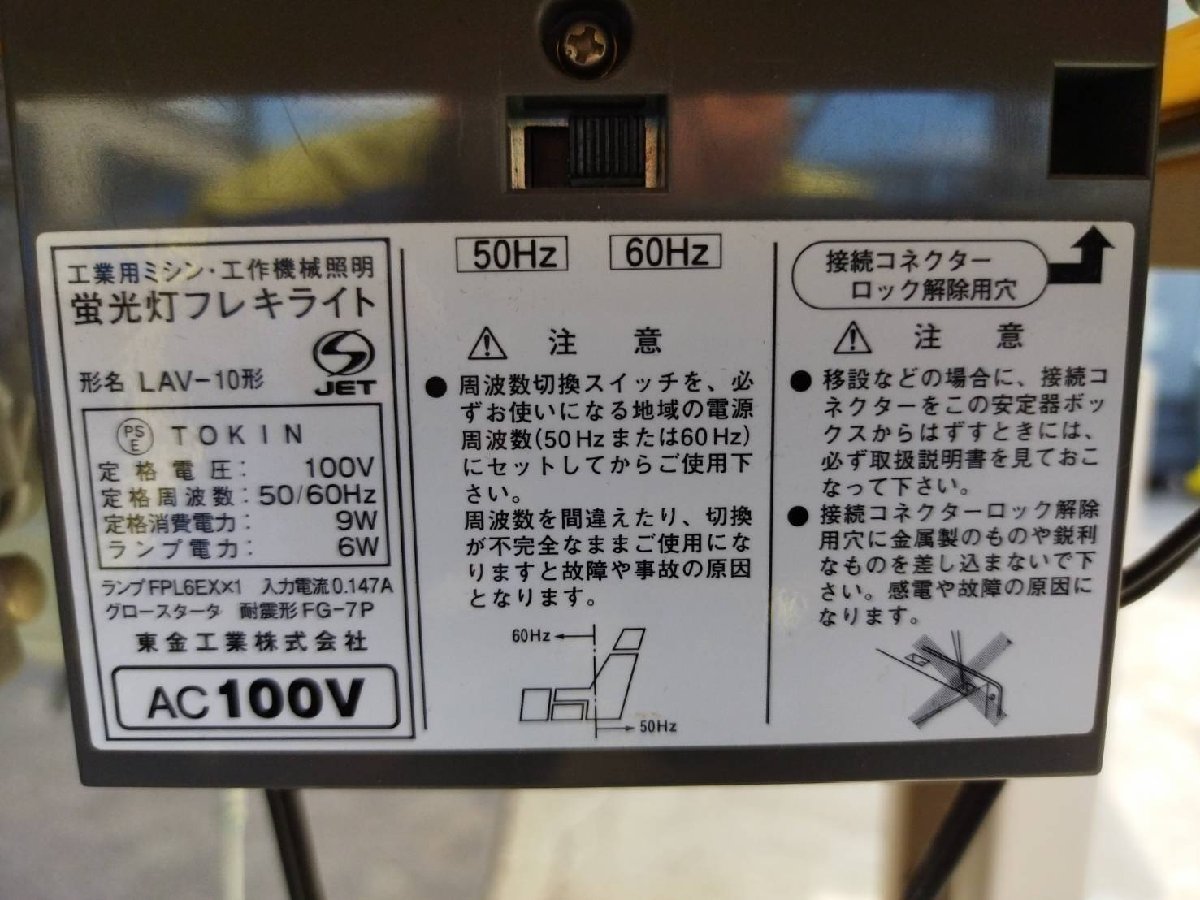 工業用ミシン・工作機械照明
蛍光灯フレキライト
形名 LAV-10形
JET
PS
E
TOKIN
定格電圧: 100V
定格周波数: 50/60Hz
定格消費電力: 9W
ランプ電力: 6W
ランプFPL6EX×1 入力電流0.147A
グロースタータ 耐震形FG-7P
東金工業株式会社
AC100V
50Hz 60Hz
注意
●周波数切換スイッチを、必
ずお使いになる地域の電源
周波数(50Hzまたは60Hz)
にセットしてからご使用下
さい。
周波数を間違えたり、切換
が不完全なままご使用にな
りますと故障や事故の原因
となります。
60Hz
50Hz
接続コネクター
ロック解除用穴
注意
●移設などの場合に、接続コ
ネクターをこの安定器ボッ
クスからはずすときには、
必ず取扱説明書を見ておこ
なって下さい。
●接続コネクターロック解除
用穴に金属製のものや鋭利
なものを差し込まないで下
さい。感電や故障の原因に
なります。